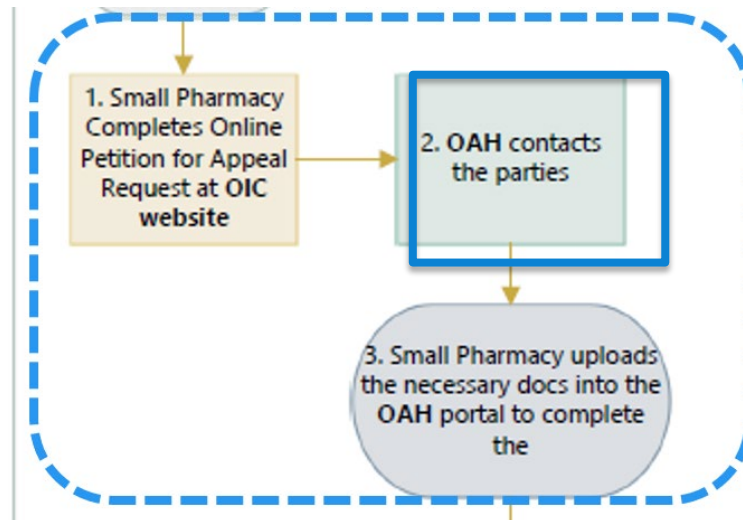 1. Small Pharmacy
Completes Online
Petition for Appeal
Request at OIC
website
2. OAH contacts
the parties
3. Small Pharmacy uploads
the necessary docs into the
OAH portal to complete
the